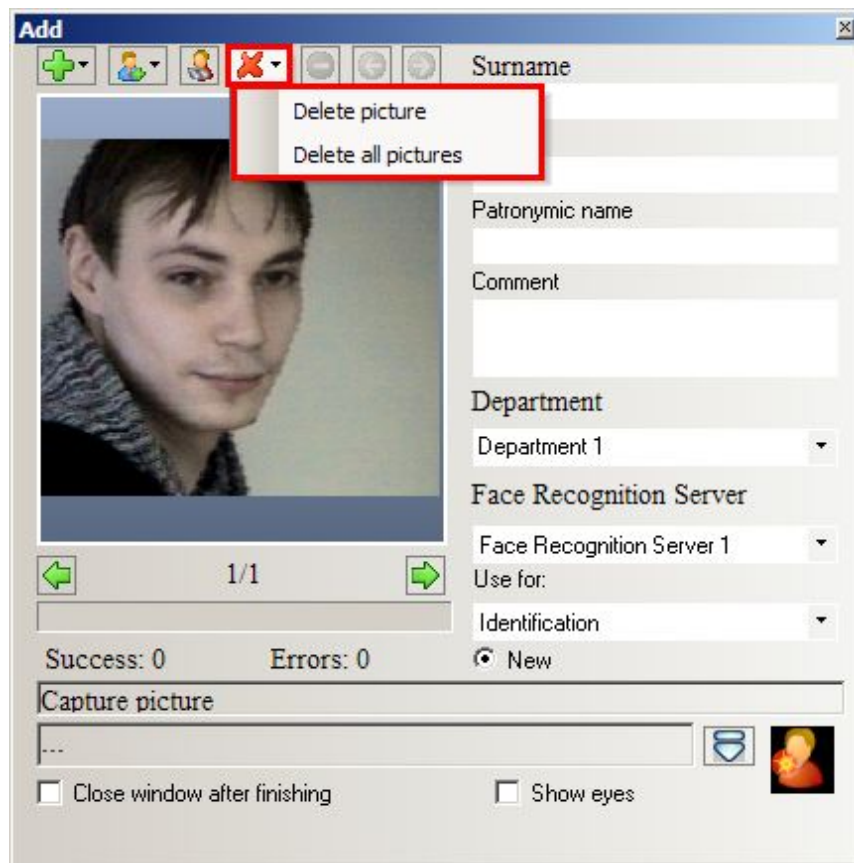 Add
Surname
Delete picture
Delete all pictures
Patronymic name
Comment
Department
Department 1
Face Recognition Server
Face Recognition Server 1
1/1
Use for:
Identification
Success: 0 Errors: 0
New
Capture picture
...
Close window after finishing
Show eyes